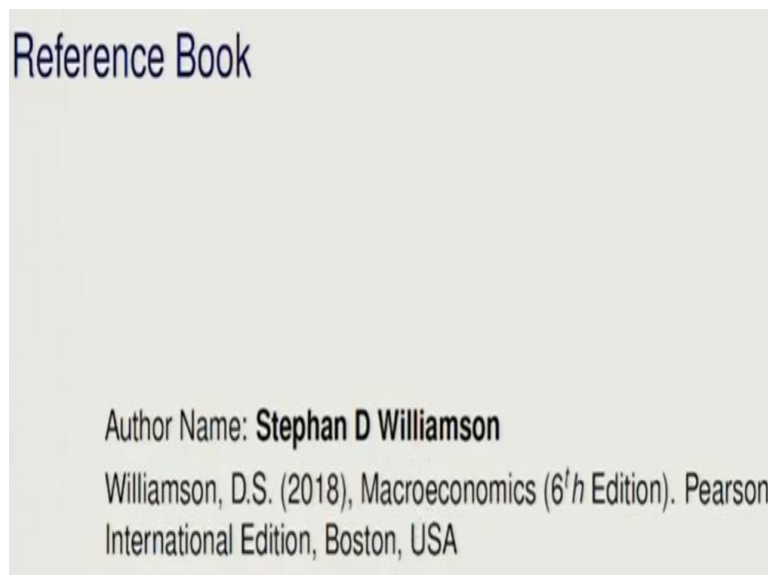 Reference Book
Author Name: Stephan D Williamson
Williamson, D.S. (2018), Macroeconomics (6th Edition). Pearson
International Edition, Boston, USA